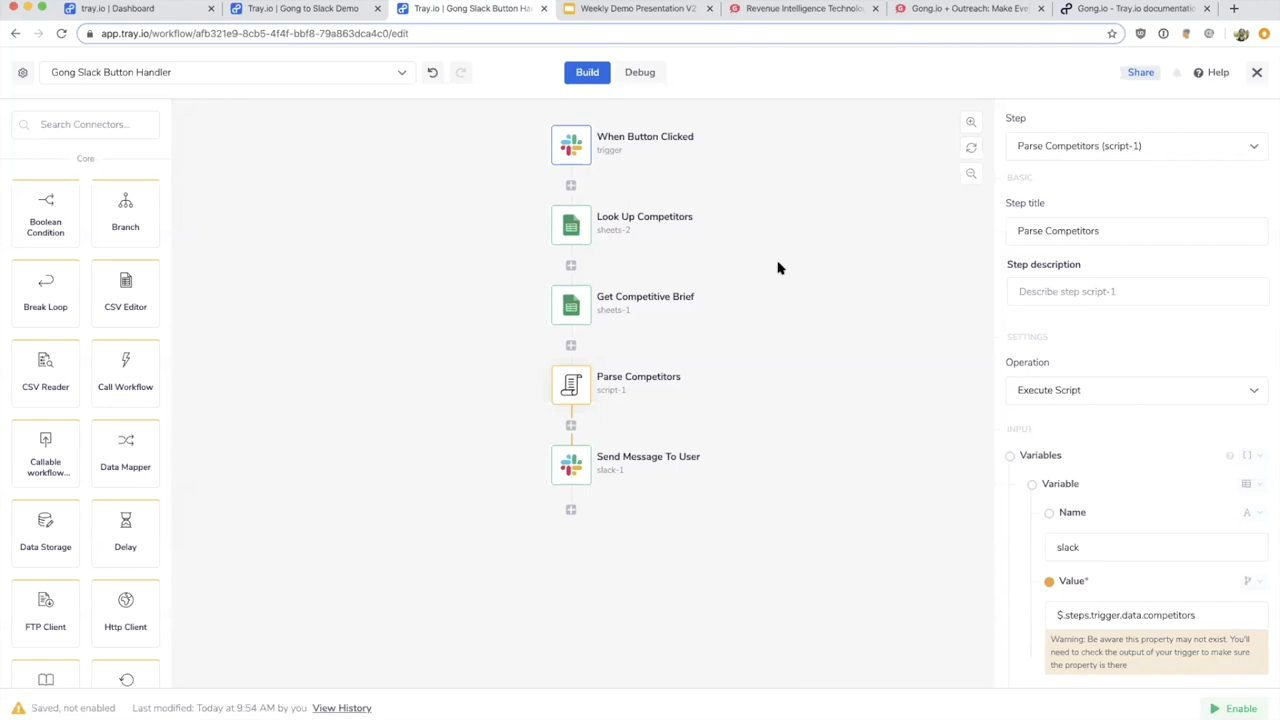 tray.io | Dashboard
Tray.io | Gong to Slack Demo
Tray.io | Gong Slack Button Ha
Weekly Demo Presentation V2
Revenue Intelligence Technolo
Gong.io + Outreach: Make Eve
Gong.io - Tray.io documentatio
app.tray.io/workflow/afb321e9-8cb5-4f4f-bbf8-79a863dca4c0/edit
Gong Slack Button Handler
Build
Debug
Share
Help
Search Connectors...
Core
Boolean
Condition
Branch
Break Loop
CSV Editor
CSV Reader
Call Workflow
Callable
workflow...
Data Mapper
Data Storage
Delay
FTP Client
Http Client
When Button Clicked
trigger
Look Up Competitors
sheets-2
Get Competitive Brief
sheets-1
Parse Competitors
script-1
Send Message To User
slack-1
Step
Parse Competitors (script-1)
BASIC
Step title
Parse Competitors
Step description
Describe step script-1
SETTINGS
Operation
Execute Script
INPUT
Variables
[ ]
Variable
Name
A
slack
Value*
$.steps.trigger.data.competitors
Warning: Be aware this property may not exist. You'll
need to check the output of your trigger to make sure
the property is there
Saved, not enabled
Last modified: Today at 9:54 AM by you
View History
Enable